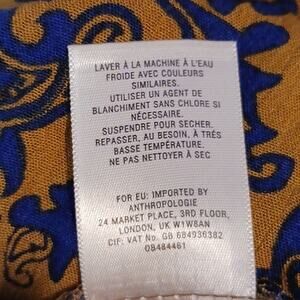 LAVER À LA MACHINE À L'EAU
FROIDE AVEC COULEURS
SIMILAIRES.
UTILISER UN AGENT DE
BLANCHIMENT SANS CHLORE SI
NÉCESSAIRE.
SUSPENDRE POUR SECHER.
REPASSER, AU BESOIN, À TRÈS
BASSE TEMPÉRATURE.
NE PAS NETTOYER À SEC
FOR EU: IMPORTED BY
ANTHROPOLOGIE
24 MARKET PLACE, 3RD FLOOR,
LONDON, UK W1W8AN
CIF: VAT No. GB 684936382
OB484461